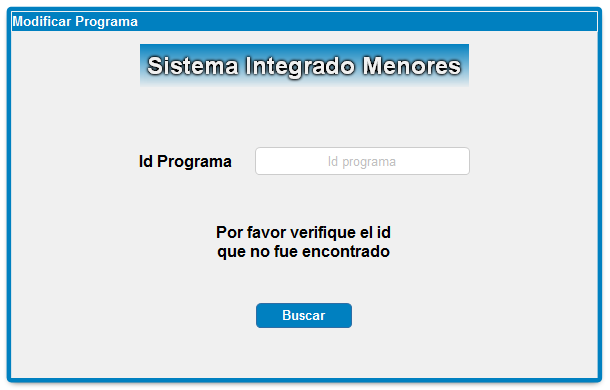 Modificar Programa
Sistema Integrado Menores
Id Programa
Id programa
Por favor verifique el id
que no fue encontrado
Buscar